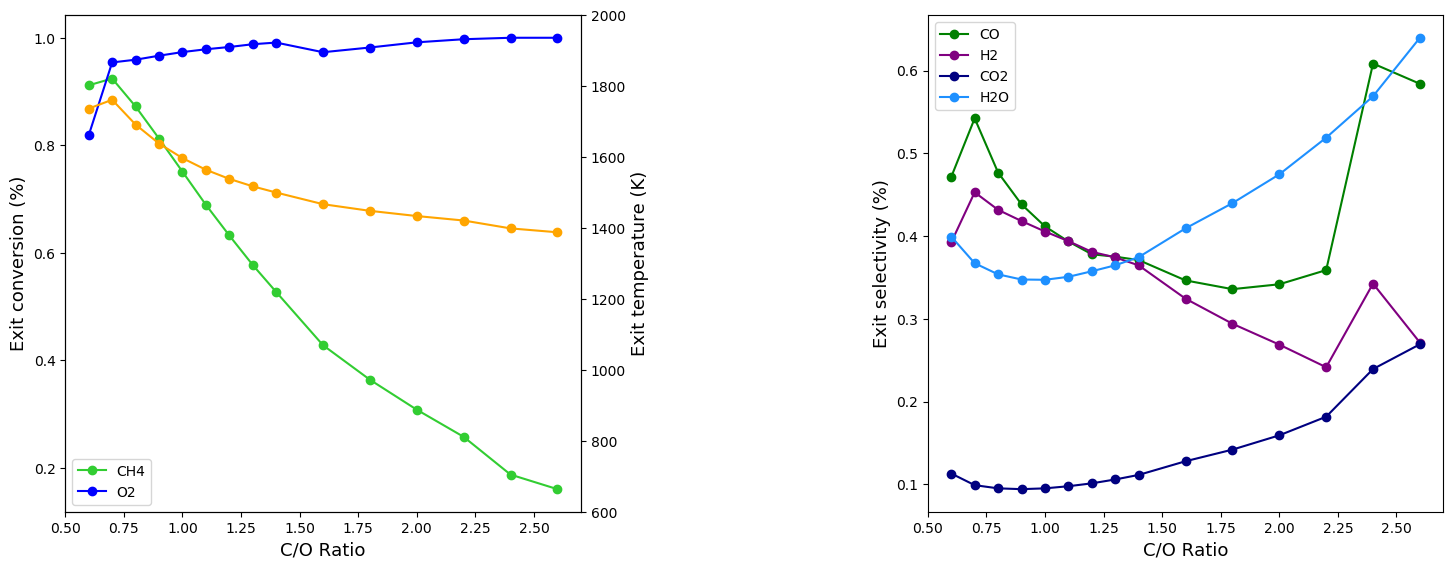 Exit conversion (%)
1.0
0.8
0.6
0.4
0.2
CH4
O2
0.50 0.75 1.00 1.25 1.50 1.75 2.00 2.25 2.50
C/O Ratio
2000
1800
1600
1400
1200
1000
800
600
Exit temperature (K)
Exit selectivity (%)
0.6
0.5
0.4
0.3
0.2
0.1
CO
H2
CO2
H2O
0.50 0.75 1.00 1.25 1.50 1.75 2.00 2.25 2.50
C/O Ratio